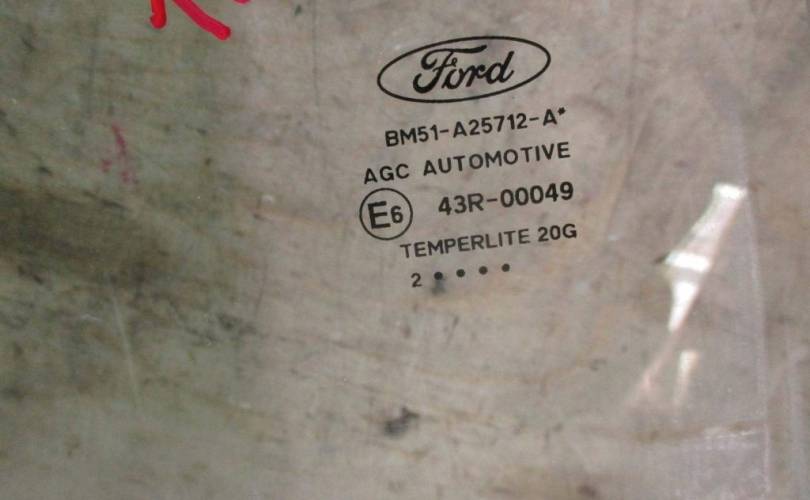 Ford
BM51-A25712-A*
AGC AUTOMOTIVE
E6 43R-00049
TEMPERLITE 20G
2 • • • •